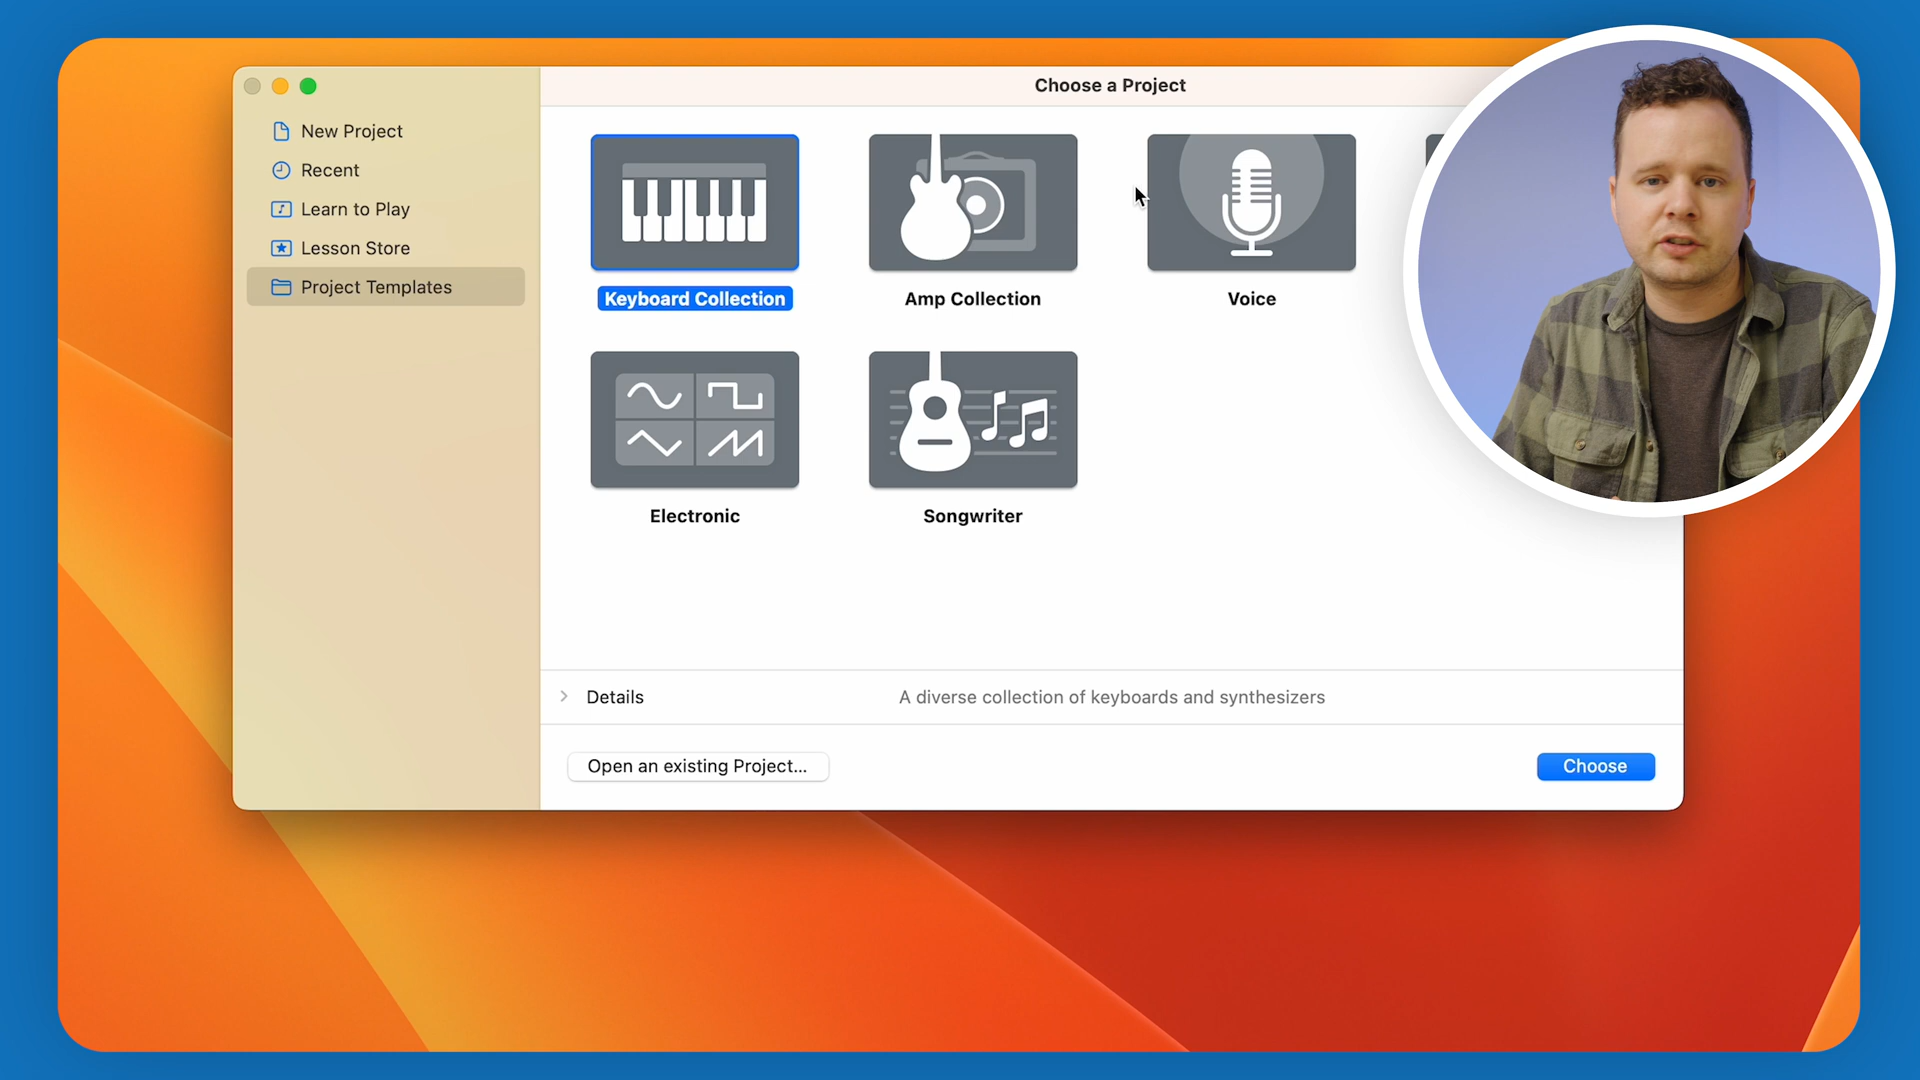 Choose a Project
New Project
Recent
Learn to Play
Lesson Store
Project Templates
Keyboard Collection
Amp Collection
Voice
Electronic
Songwriter
Details
A diverse collection of keyboards and synthesizers
Open an existing Project...
Choose